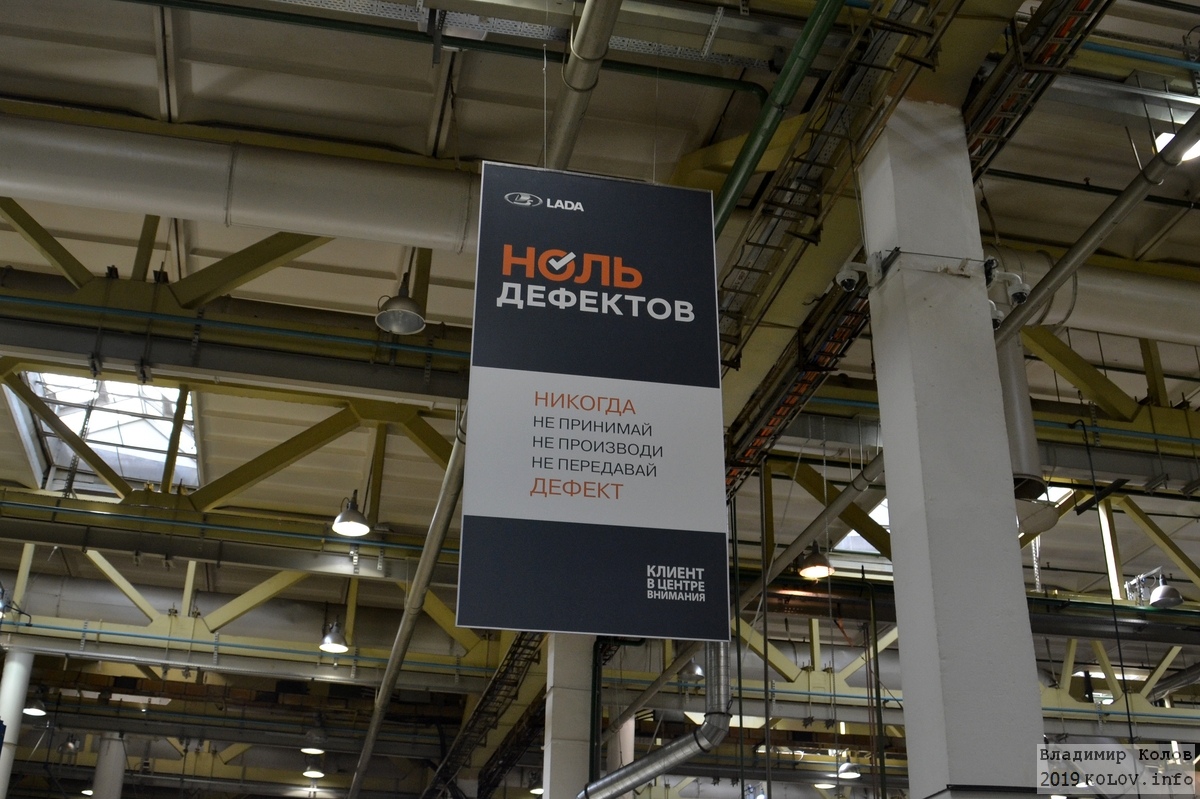 LADA
НОЛЬ
ДЕФЕКТОВ
НИКОГДА
НЕ ПРИНИМАЙ
НЕ ПРОИЗВОДИ
НЕ ПЕРЕДАВАЙ
ДЕФЕКТ
КЛИЕНТ
В ЦЕНТРЕ
ВНИМАНИЯ
Владимир Колов
2019 KOLOV.info